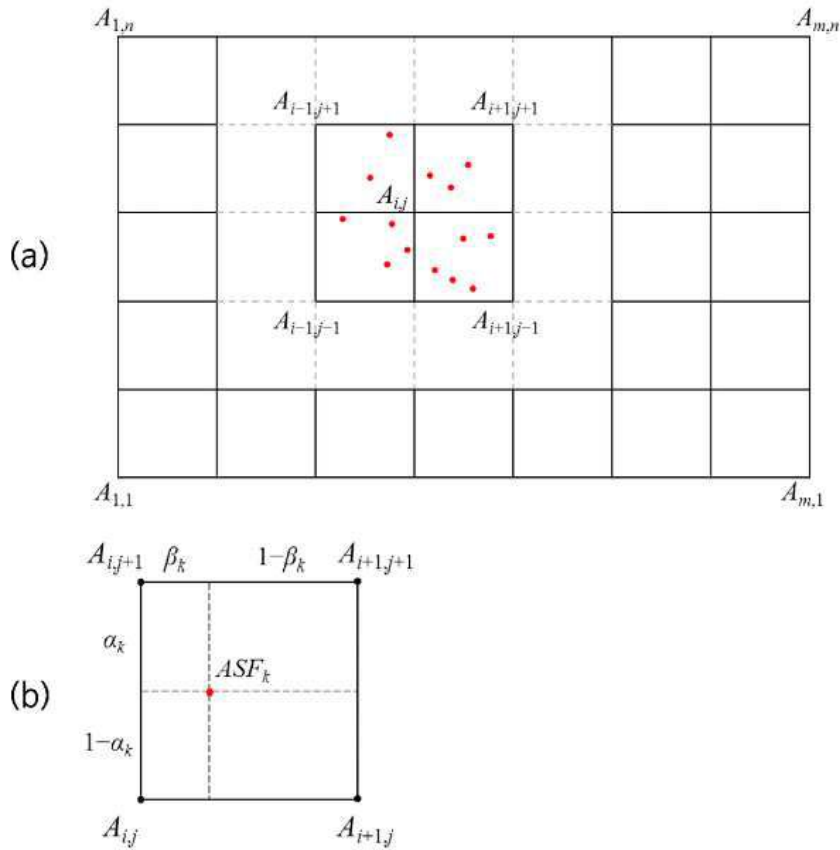 A1,n Am,n
Ai−1,j+1 Ai+1,j+1
Ai,j
(a)
Ai−1,j−1 Ai+1,j−1
A1,1 Am,1
Ai,j+1 βk 1−βk Ai+1,j+1
αk
ASFk
(b)
1−αk
Ai,j Ai+1,j